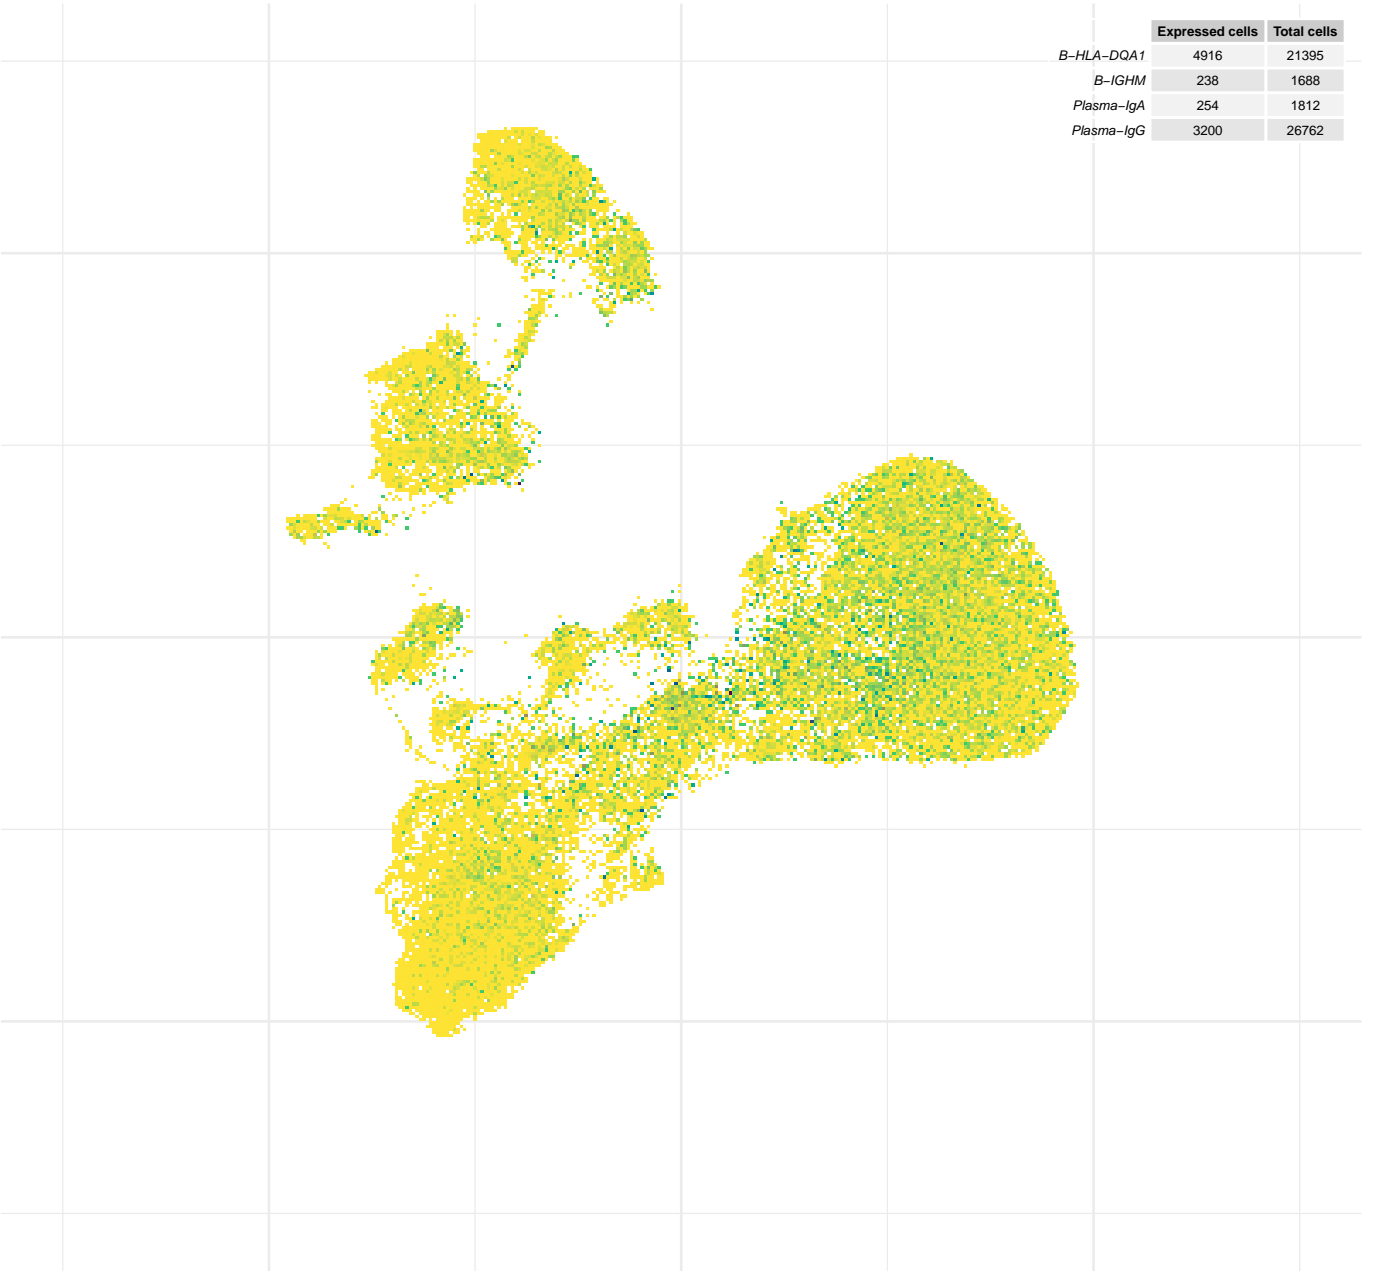 Expressed cells Total cells
B−HLA−DQA1 4916 21395
B−IGHM 238 1688
Plasma−IgA 254 1812
Plasma−IgG 3200 26762